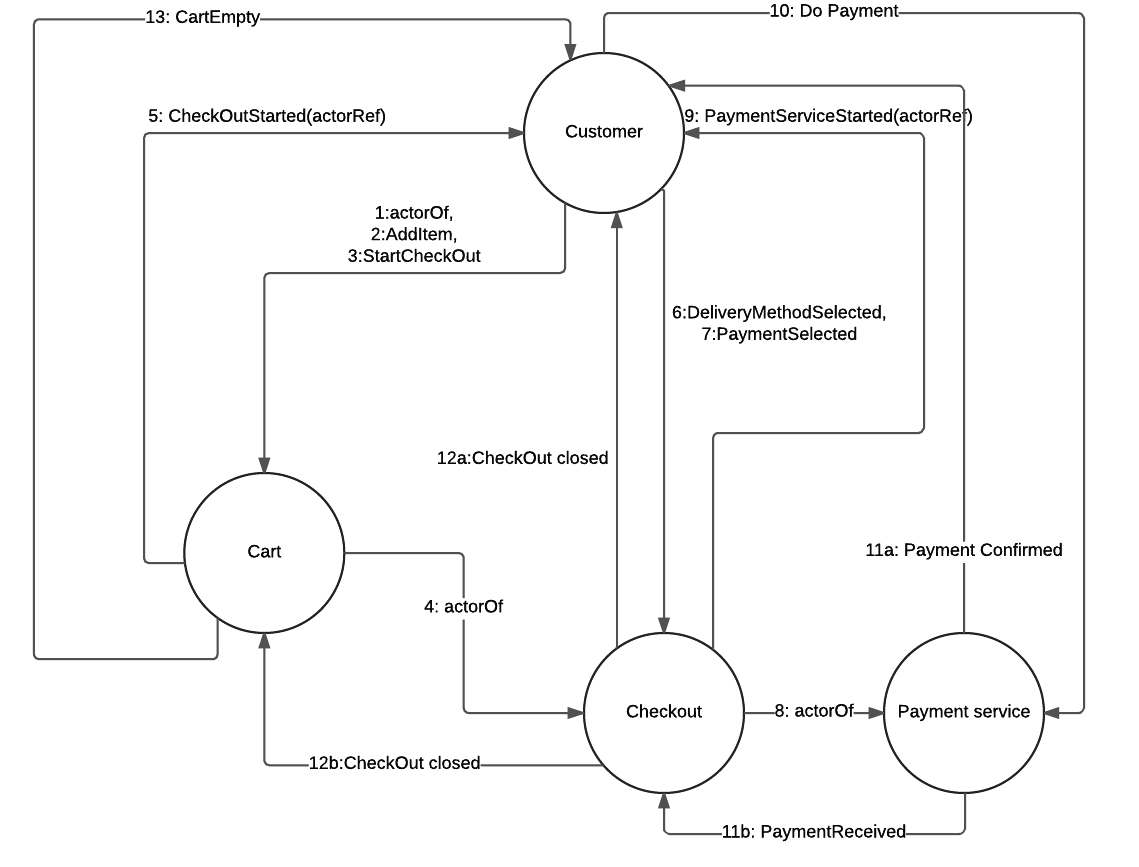 10: Do Payment
13: CartEmpty
5: CheckOutStarted(actorRef)
9: PaymentServiceStarted(actorRef)
Customer
1:actorOf,
2:AddItem,
3:StartCheckOut
6:DeliveryMethodSelected,
7:PaymentSelected
12a:CheckOut closed
Cart
11a: Payment Confirmed
4: actorOf
Checkout
8: actorOf
Payment service
12b:CheckOut closed
11b: PaymentReceived